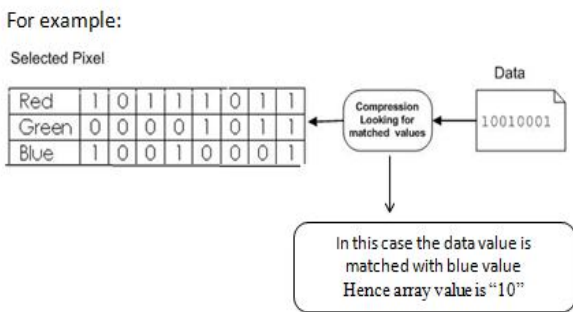 For example:
Selected Pixel
Data
Red 1 0 1 1 1 0 1 1
Green 0 0 0 0 1 0 1 1
Blue 1 0 0 1 0 0 0 1
Compression
Looking for
matched values
10010001
In this case the data value is
matched with blue value
Hence array value is “10”